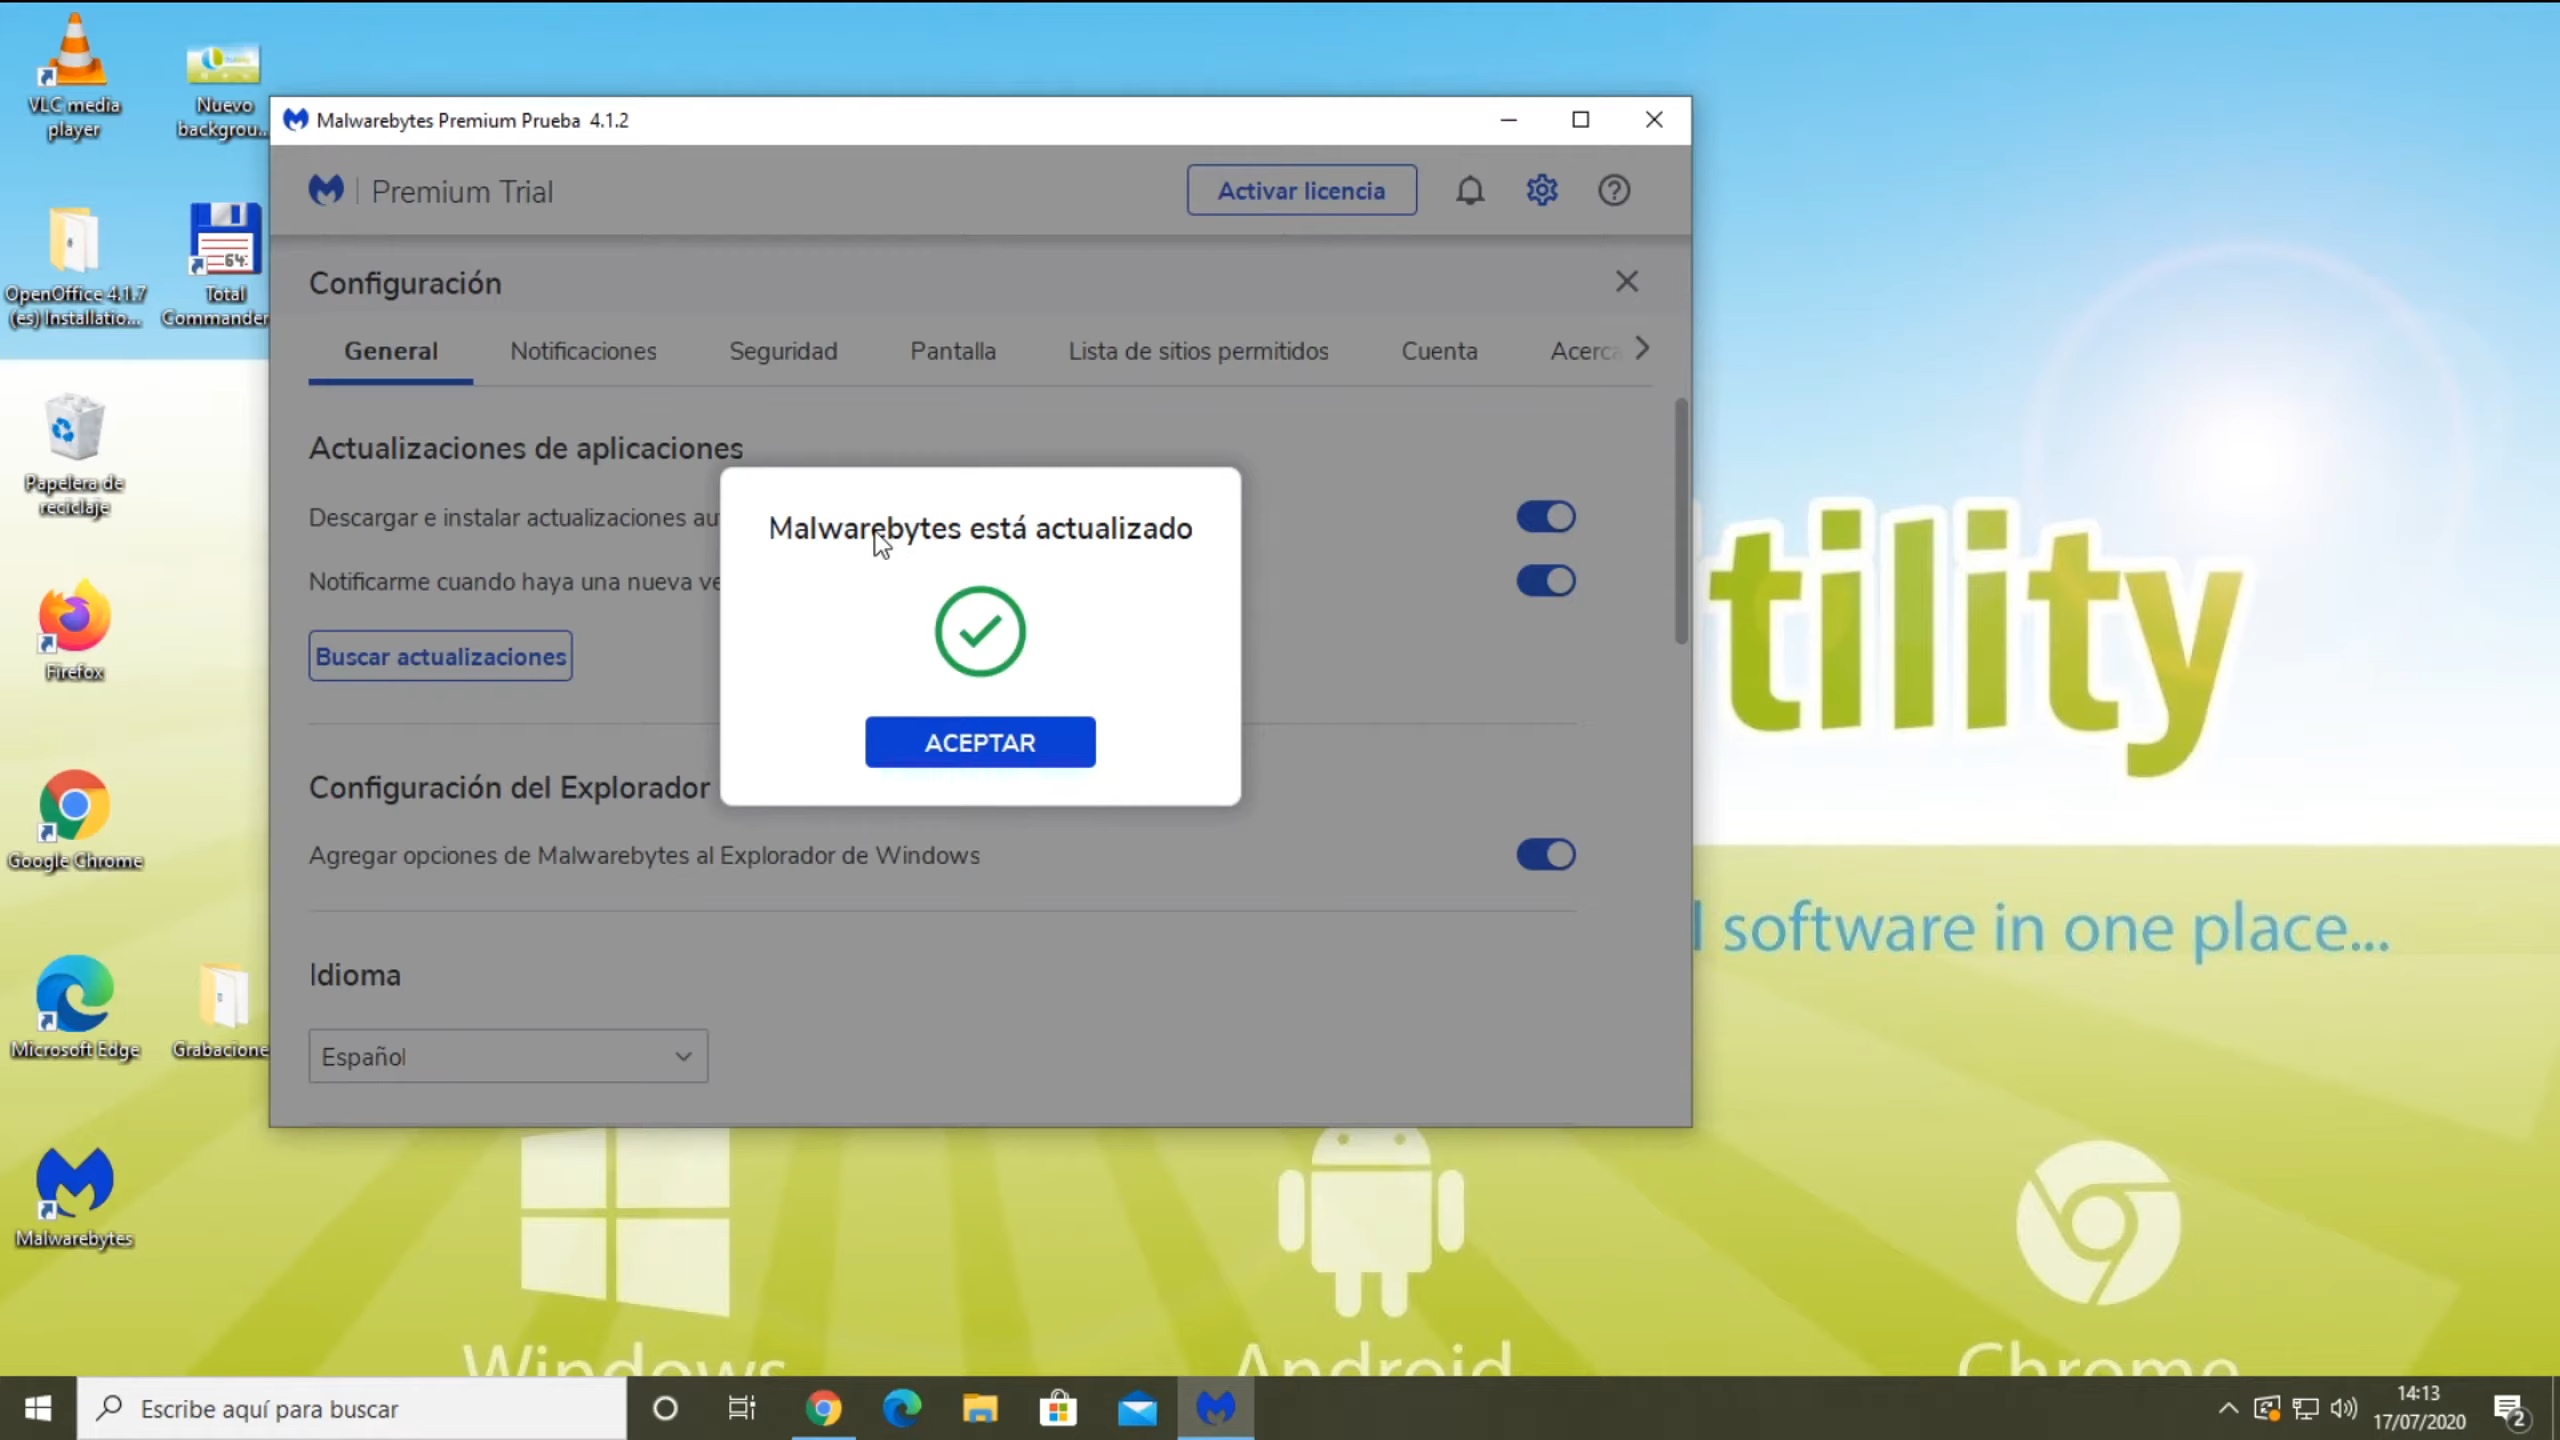 VLC media
player
Nuevo
backgrou...
OpenOffice 4.1.7
(es) Installatio...
64
Total
Commander
Papelera de
reciclaje
Firefox
Google Chrome
Microsoft Edge
Grabacione
Malwarebytes
Malwarebytes Premium Prueba 4.1.2
Premium Trial
Activar licencia
Configuración
General
Notificaciones
Seguridad
Pantalla
Lista de sitios permitidos
Cuenta
Acerca
Actualizaciones de aplicaciones
Descargar e instalar actualizaciones au
Notificarme cuando haya una nueva ve
Buscar actualizaciones
Malwarebytes está actualizado
ACEPTAR
Configuración del Explorador
Agregar opciones de Malwarebytes al Explorador de Windows
Idioma
Español
tility
l software in one place...
Windows
Android
Chrome
Escribe aquí para buscar
14:13
17/07/2020
2